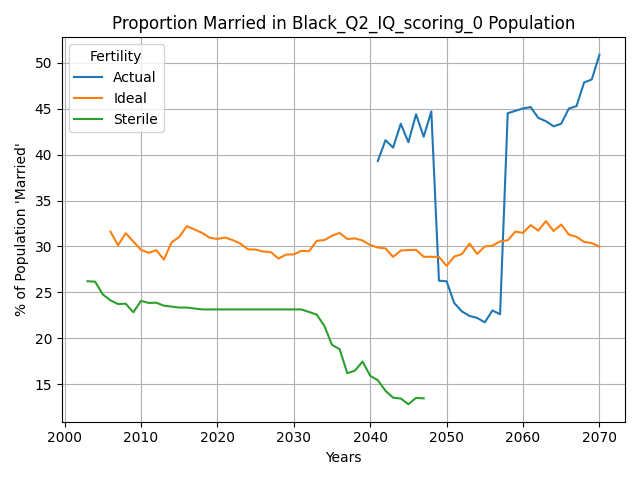 Proportion Married in Black_Q2_IQ_scoring_0 Population
% of Population 'Married'
Fertility
Actual
Ideal
Sterile
50
45
40
35
30
25
20
15
2000 2010 2020 2030 2040 2050 2060 2070
Years